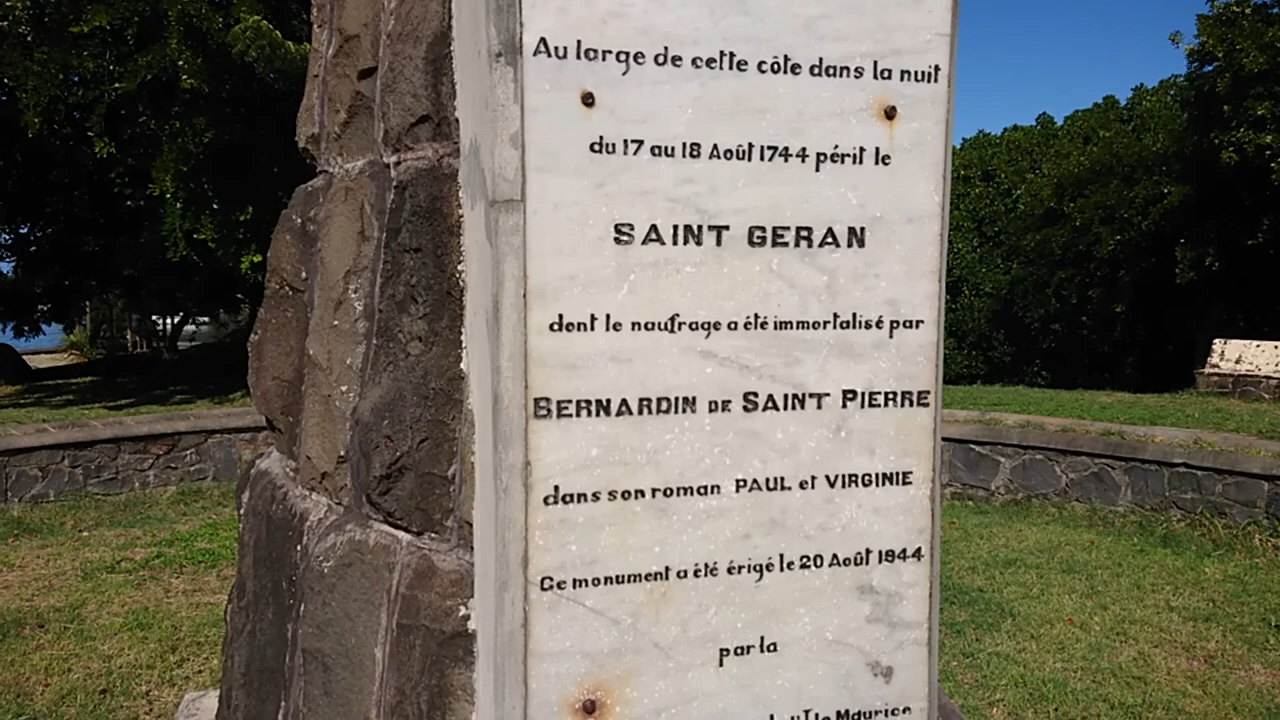 Au large de cette côte dans la nuit
du 17 au 18 Août 1744 périt le
SAINT GERAN
dont le naufrage a été immortalisé par
BERNARDIN DE SAINT PIERRE
dans son roman PAUL et VIRGINIE
Ce monument a été érigé le 20 Août 1944
par la
Maurice